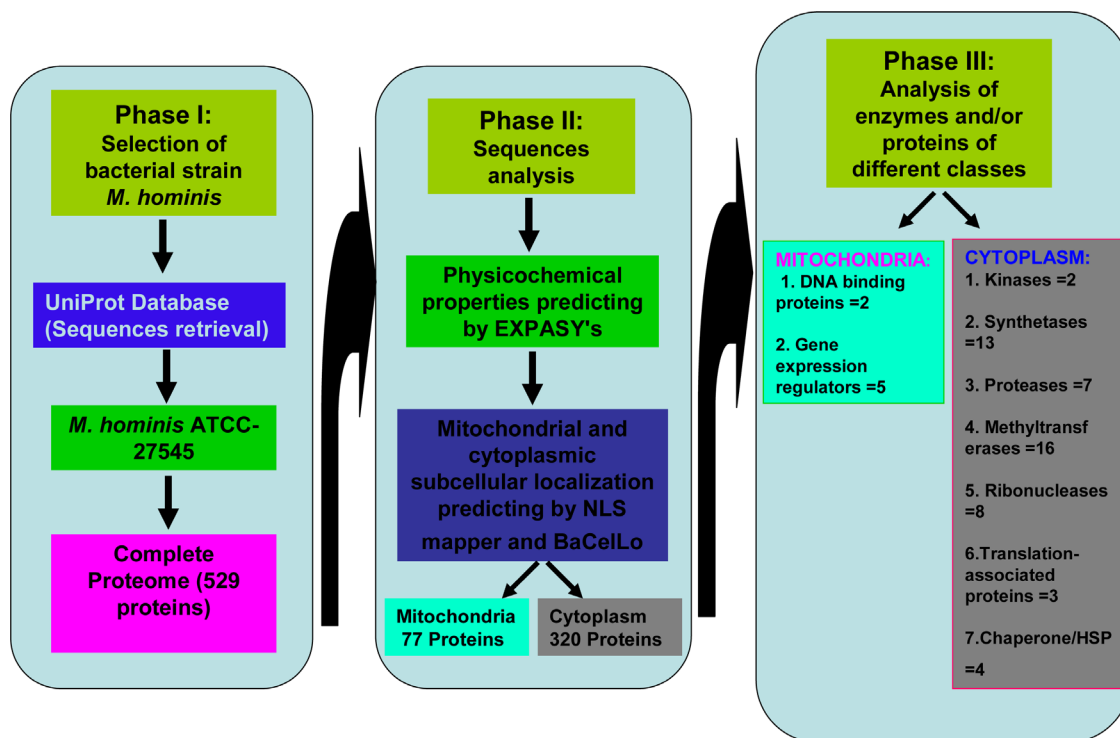 Phase I:
Selection of
bacterial strain
M. hominis
UniProt Database
(Sequences retrieval)
M. hominis ATCC-
27545
Complete
Proteome (529
proteins)
Phase II:
Sequences
analysis
Physicochemical
properties predicting
by EXPASY's
Mitochondrial and
cytoplasmic
subcellular localization
predicting by NLS
mapper and BaCelLo
Mitochondria
77 Proteins
Cytoplasm
320 Proteins
Phase III:
Analysis of
enzymes and/or
proteins of
different classes
MITOCHONDRIA:
1. DNA binding
proteins =2
2. Gene
expression
regulators =5
CYTOPLASM:
1. Kinases =2
2. Synthetases
=13
3. Proteases =7
4. Methyltransf
erases =16
5. Ribonucleases
=8
6.Translation-
associated
proteins =3
7.Chaperone/HSP
=4